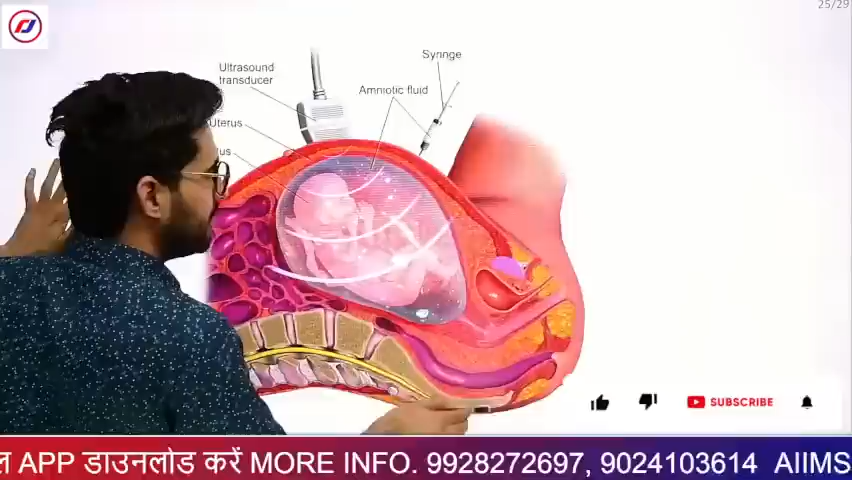 25/29
Ultrasound
transducer
Syringe
Amniotic fluid
Uterus
SUBSCRIBE
APP डाउनलोड करें MORE INFO. 9928272697, 9024103614 AIIMS